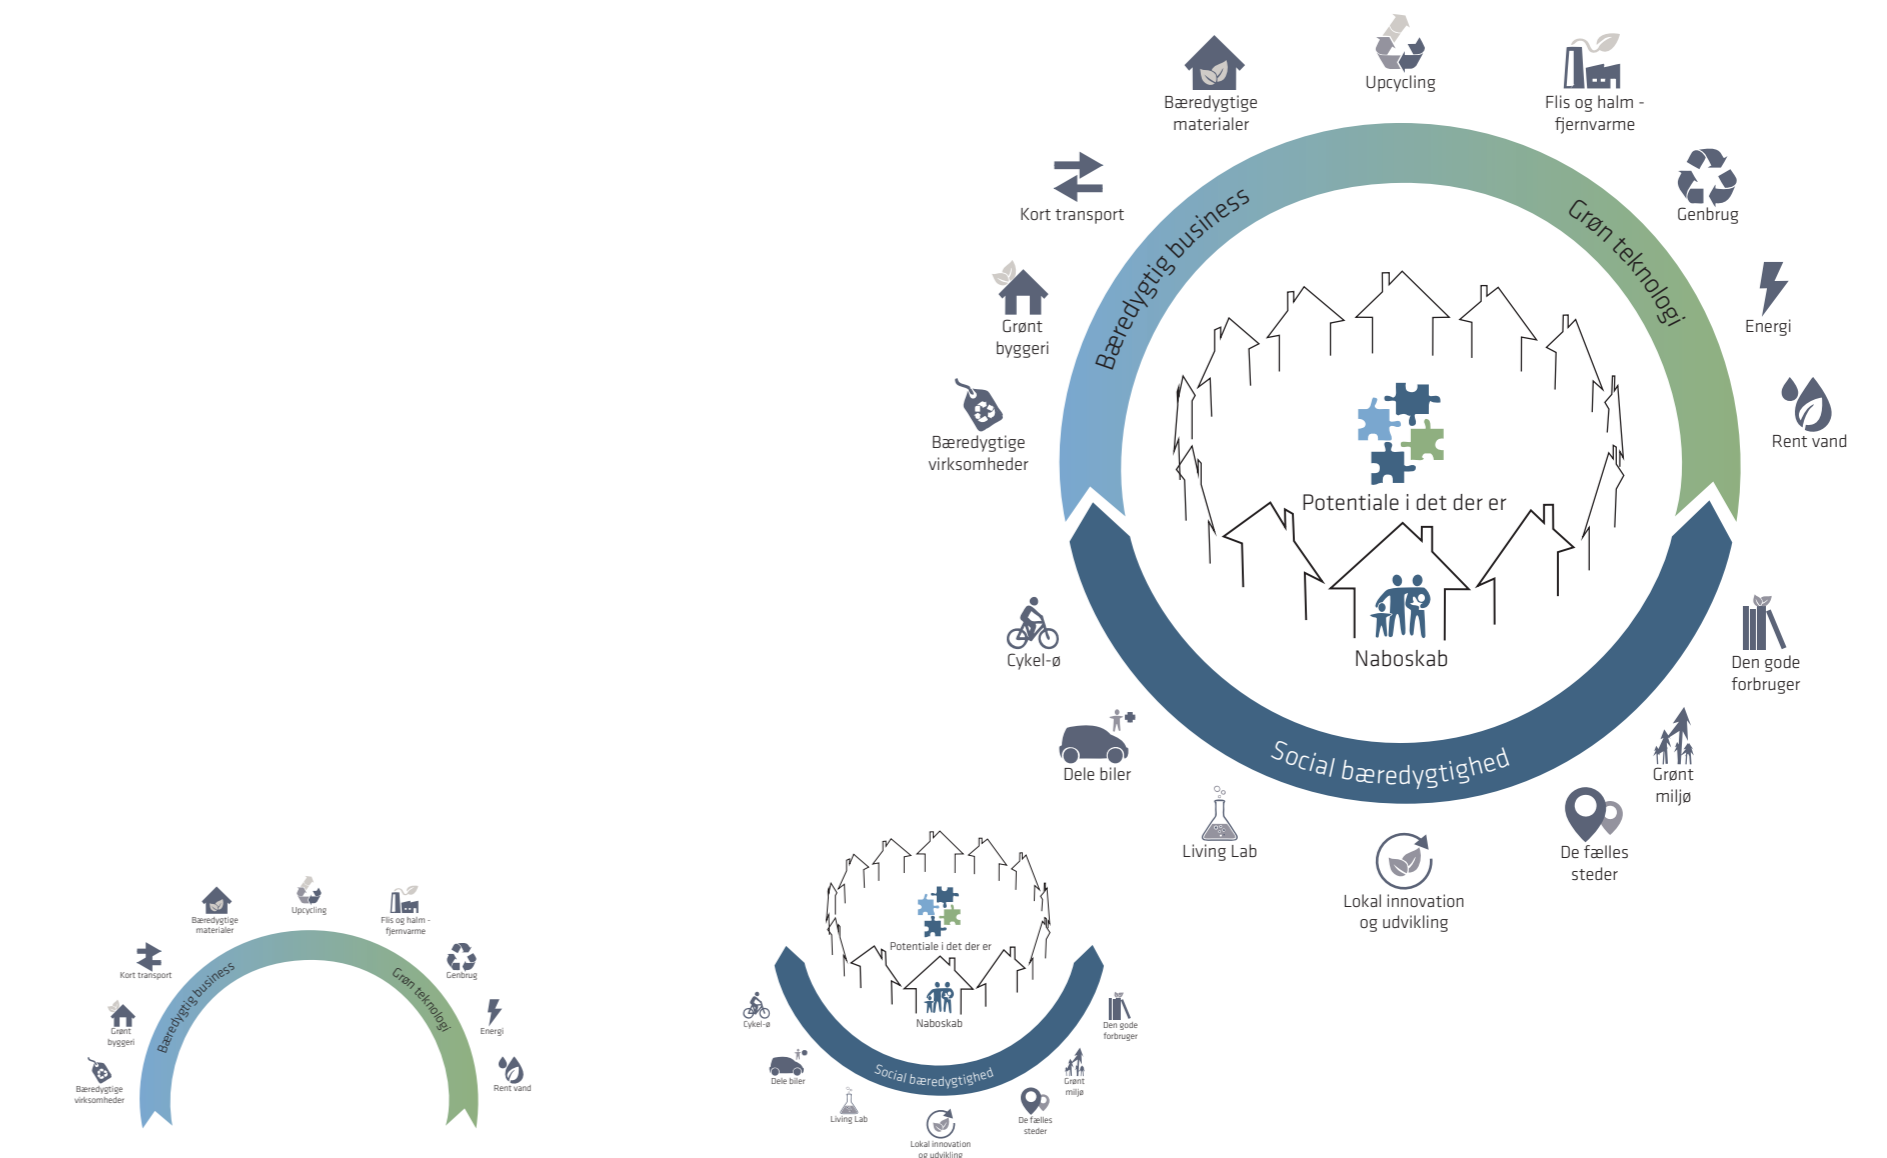 Upcycling
Bæredygtige
materialer
Flis og halm -
fjernvarme
Kort transport
Genbrug
Bæredygtig business
Grøn teknologi
Grønt
byggeri
Energi
Bæredygtige
virksomheder
Rent vand
Potentiale i det der er
Naboskab
Cykel-ø
Den gode
forbruger
Social bæredygtighed
Dele biler
Grønt
miljø
Living Lab
De fælles
steder
Lokal innovation
og udvikling
Upcycling
Bæredygtige
materialer
Flis og halm -
fjernvarme
Kort transport
Genbrug
Bæredygtig business
Grøn teknologi
Grønt
byggeri
Energi
Bæredygtige
virksomheder
Rent vand
Potentiale i det der er
Naboskab
Cykel-ø
Den gode
forbruger
Social bæredygtighed
Dele biler
Grønt
miljø
Living Lab
De fælles
steder
Lokal innovation
og udvikling